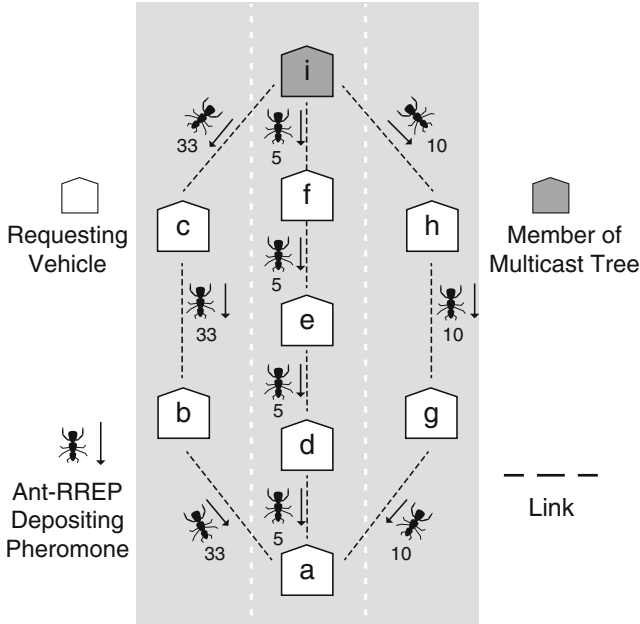 i
33
5
10
f
c
h
Requesting
Vehicle
Member of
Multicast Tree
5
33
10
e
5
b
g
d
Ant-RREP
Depositing
Pheromone
Link
33
5
10
a